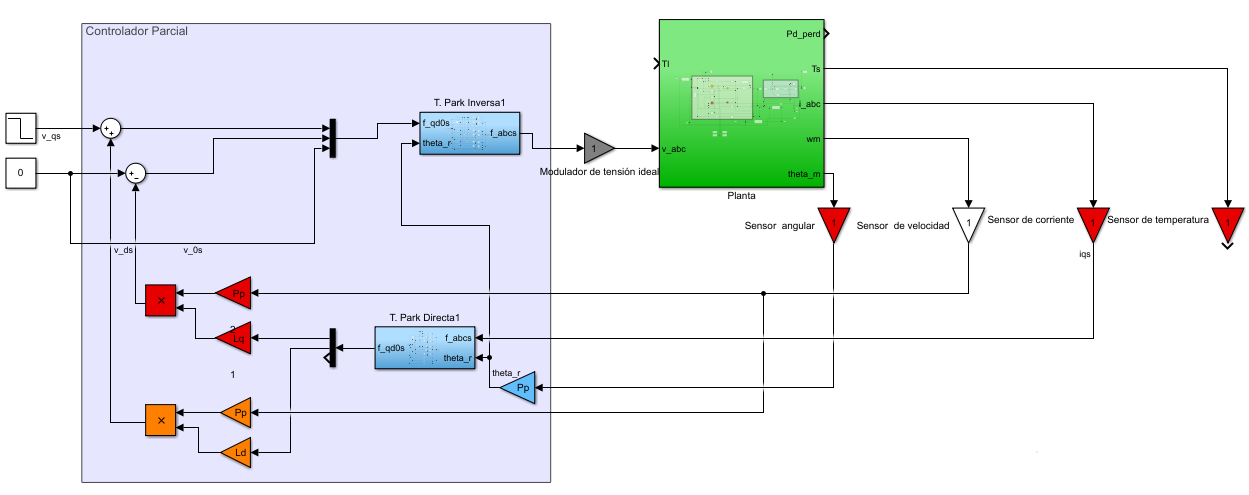 Controlador Parcial
v_qs
0
T. Park Inversa1
f_qd0s
theta_r
f_abcs
1
Modulador de tensión ideal
Tl
v_abc
Pd_perd
Ts
i_abc
wm
theta_m
Planta
Sensor angular
1
Sensor de velocidad
1
Sensor de corriente
1
Sensor de temperatura
1
iqs
v_ds
v_0s
×
Pp
2
Lq
T. Park Directa1
f_qd0s
f_abcs
theta_r
theta_r
1
Pp
×
Pp
Ld